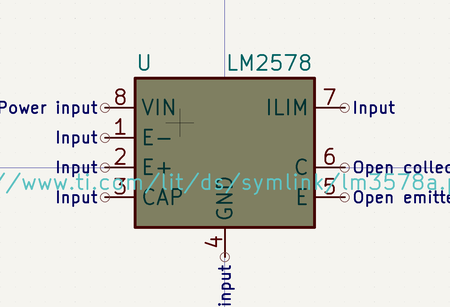 U LM2578
Power input 8 VIN ILIM 7 Input
Input 1 E-
Input 2 E+ C 6 Open collec
//www.ti.com/lit/ds/symlink/lm3578a.p
Input 3 CAP E 5 Open emitte
GND
4
input